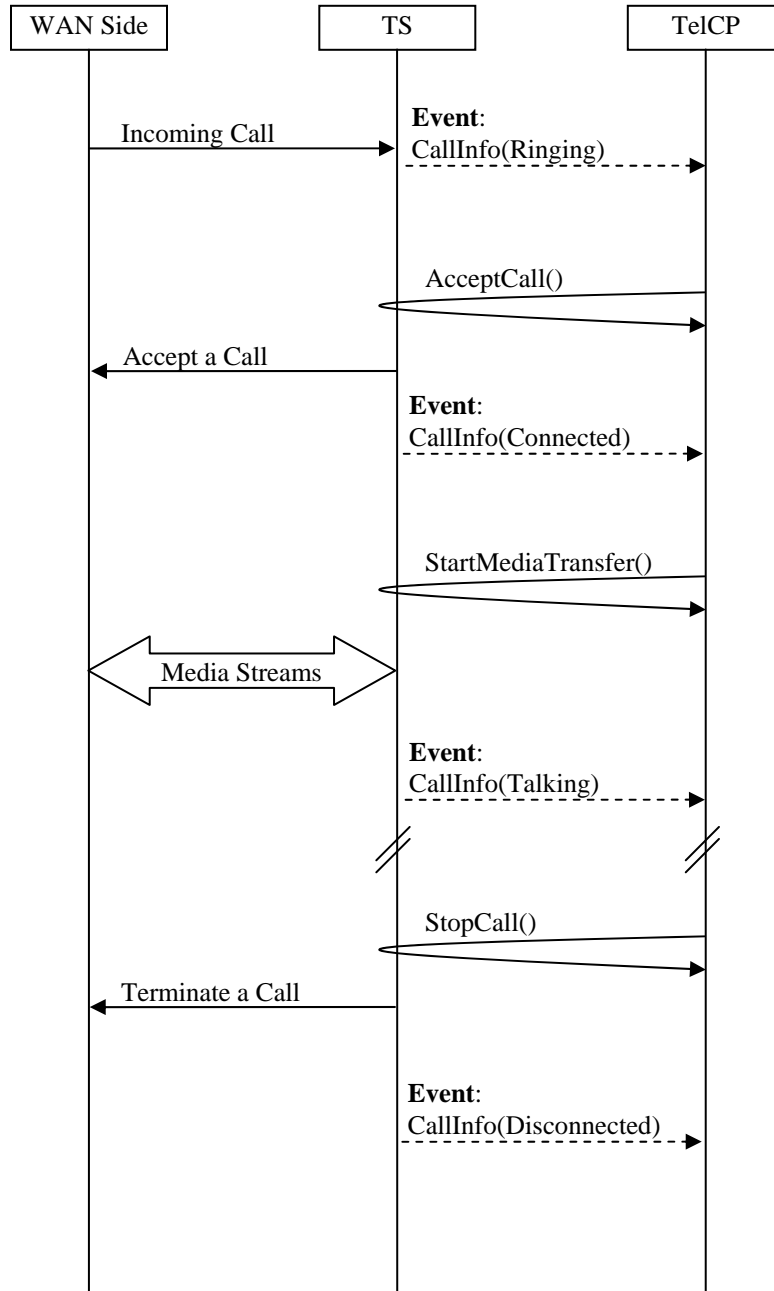 WAN Side
TS
TelCP
Incoming Call
Event:
CallInfo(Ringing)
AcceptCall()
Accept a Call
Event:
CallInfo(Connected)
StartMediaTransfer()
Media Streams
Event:
CallInfo(Talking)
StopCall()
Terminate a Call
Event:
CallInfo(Disconnected)